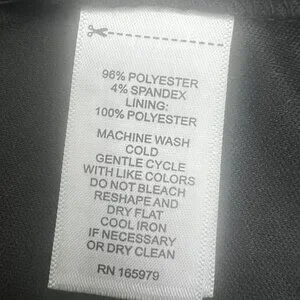 96% POLYESTER
4% SPANDEX
LINING:
100% POLYESTER
MACHINE WASH
COLD
GENTLE CYCLE
WITH LIKE COLORS
DO NOT BLEACH
RESHAPE AND
DRY FLAT
COOL IRON
IF NECESSARY
OR DRY CLEAN
RN 165979